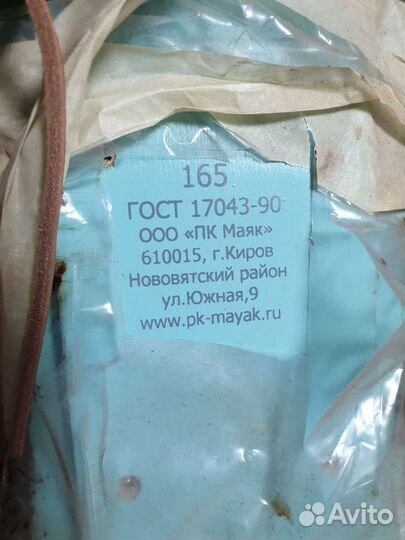 165
ГОСТ 17043-90
ООО «ПК Маяк»
610015, г.Киров
Нововятский район
ул.Южная,9
www.pk-mayak.ru
Avito